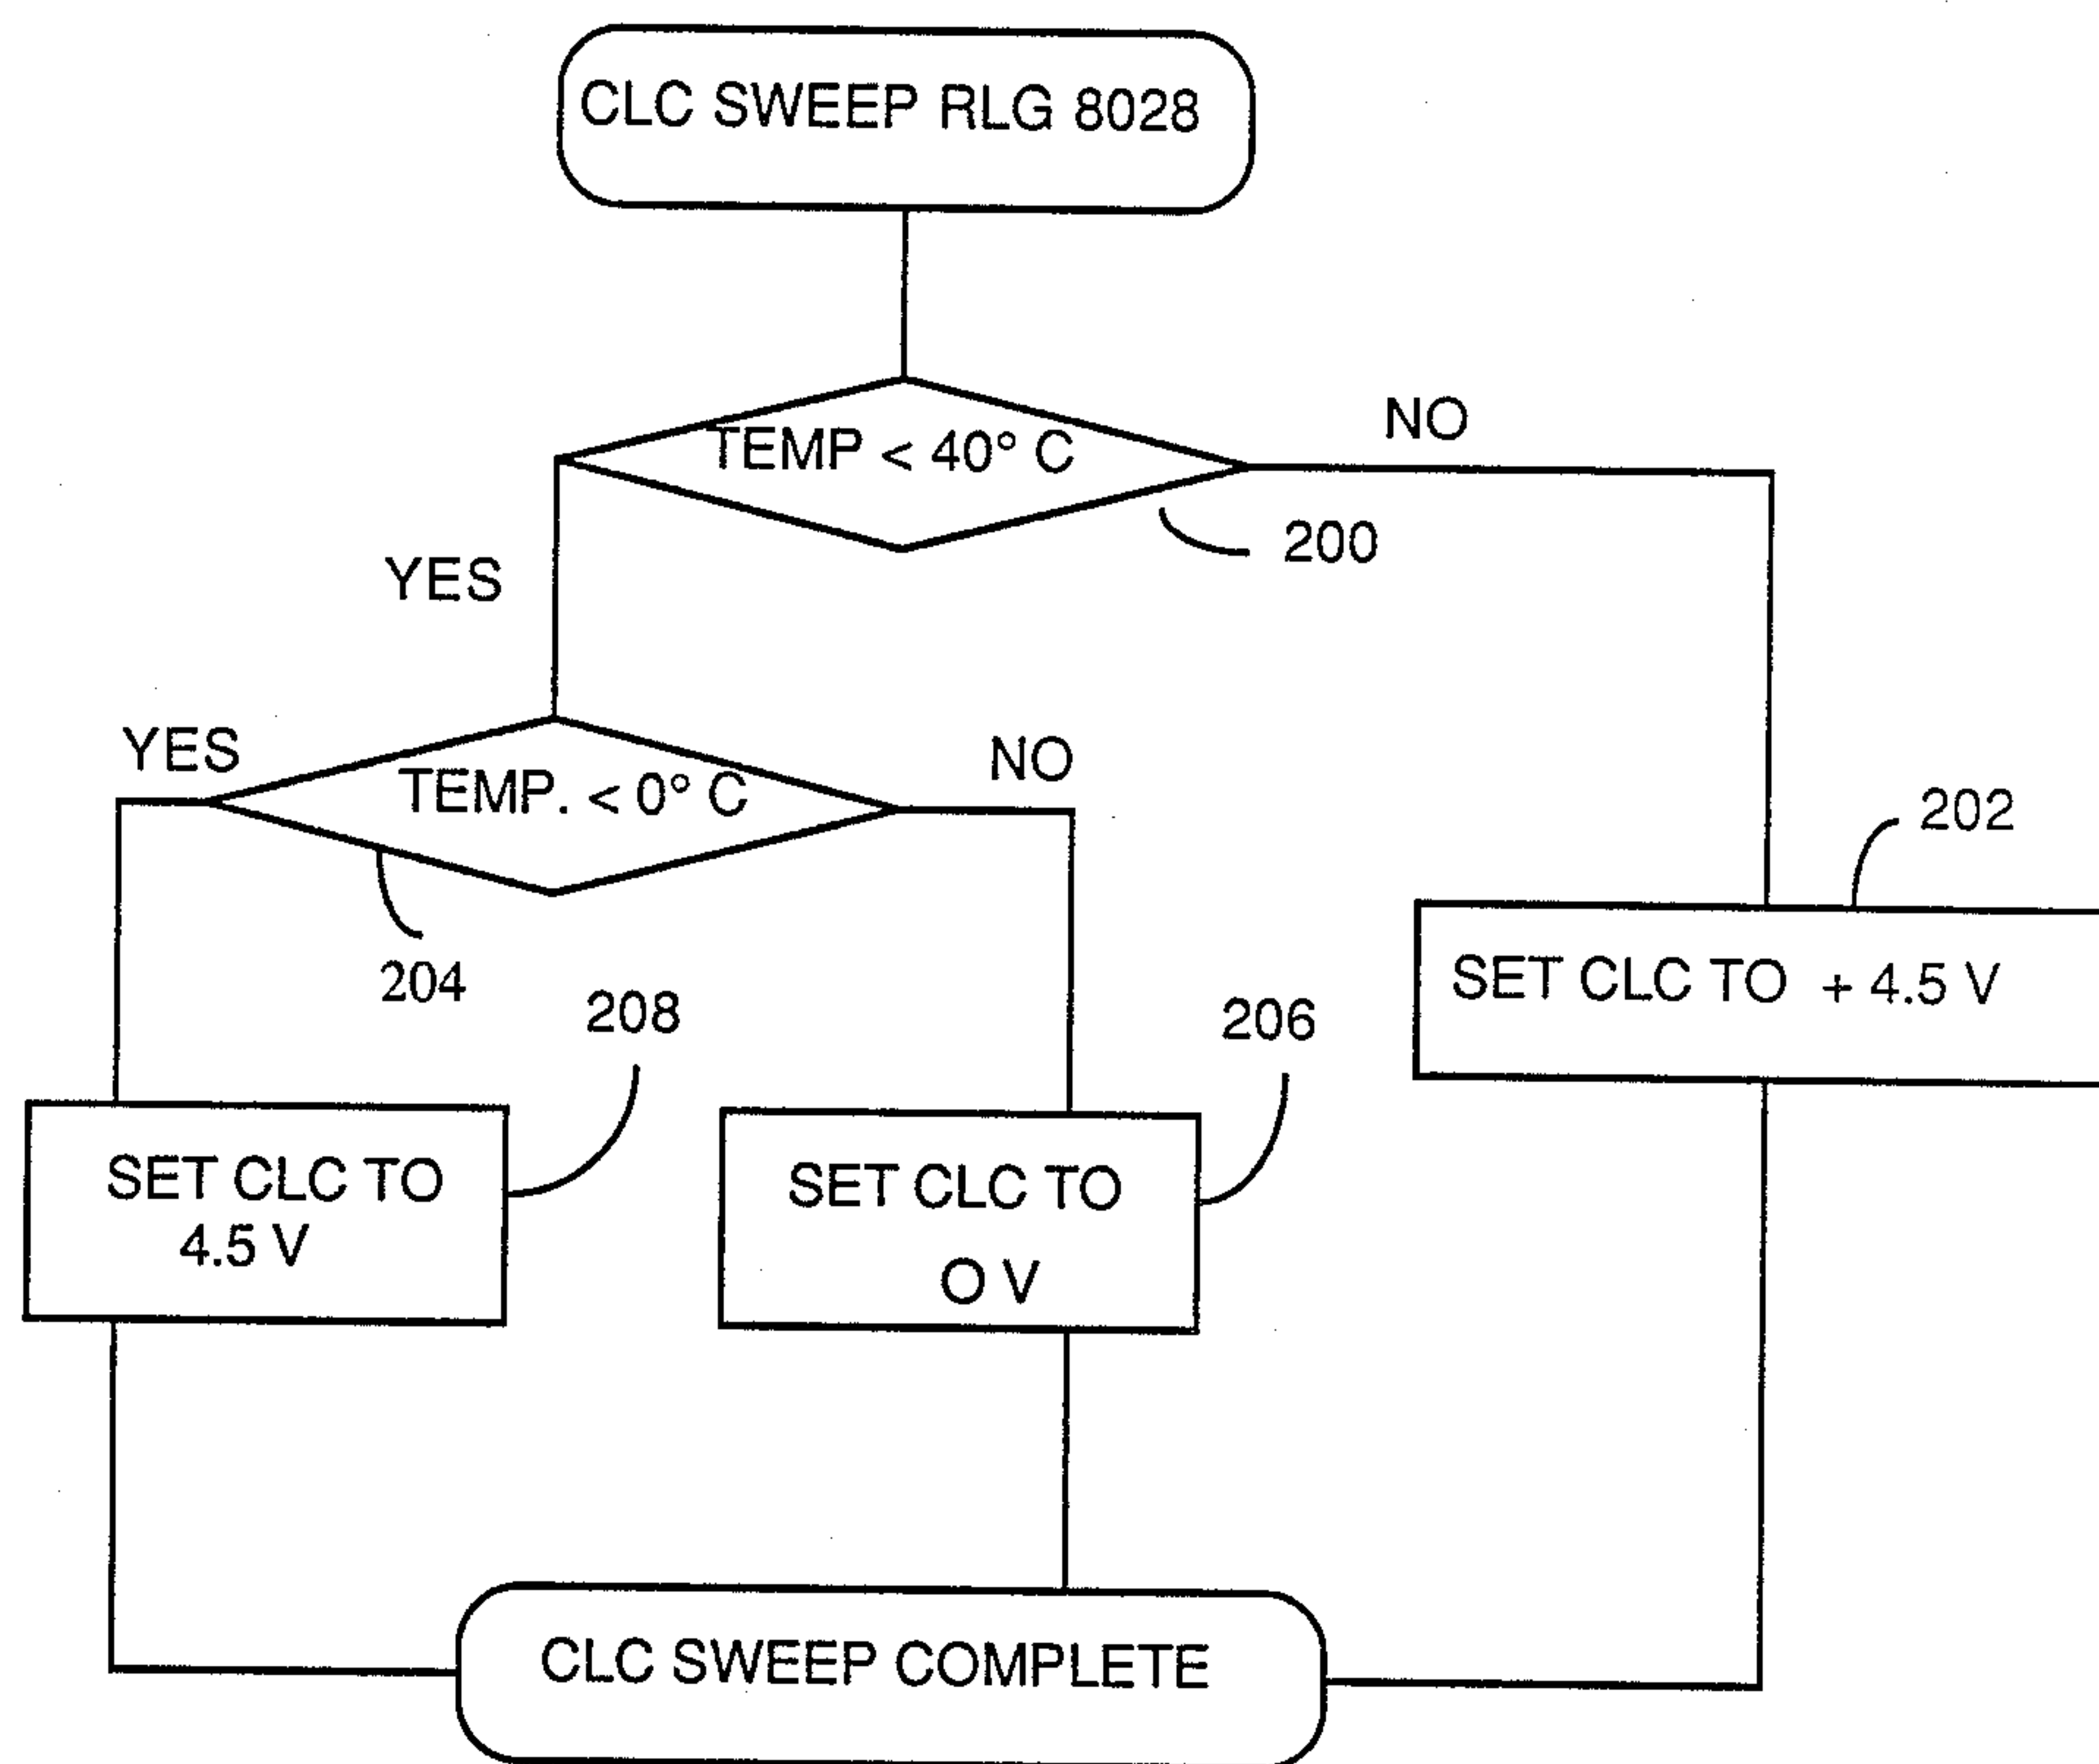 CLC SWEEP RLG 8028
TEMP < 40° C
NO
200
YES
YES
TEMP. < 0° C
NO
202
204
SET CLC TO + 4.5 V
208
206
SET CLC TO
4.5 V
SET CLC TO
O V
CLC SWEEP COMPLETE